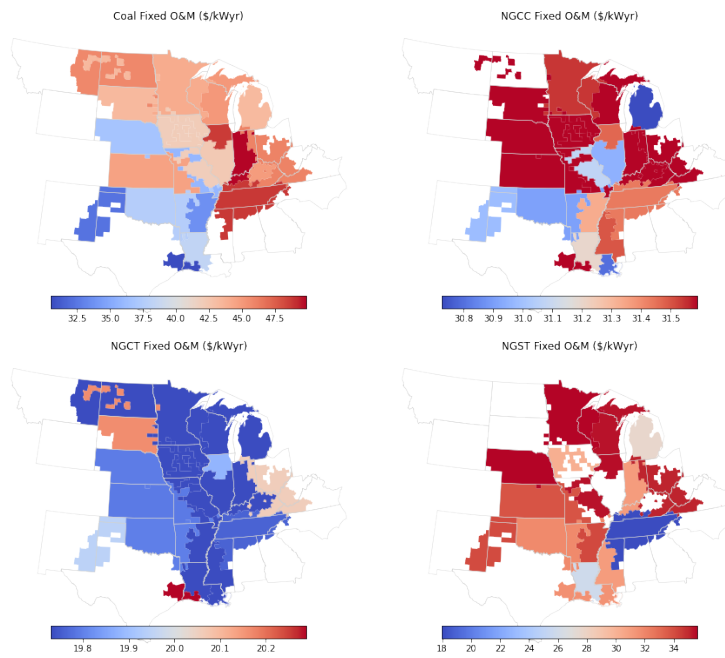 Coal Fixed O&M ($/kWyr)
NGCC Fixed O&M ($/kWyr)
32.5 35.0 37.5 40.0 42.5 45.0 47.5
30.8 30.9 31.0 31.1 31.2 31.3 31.4 31.5
NGCT Fixed O&M ($/kWyr)
NGST Fixed O&M ($/kWyr)
19.8 19.9 20.0 20.1 20.2
18 20 22 24 26 28 30 32 34